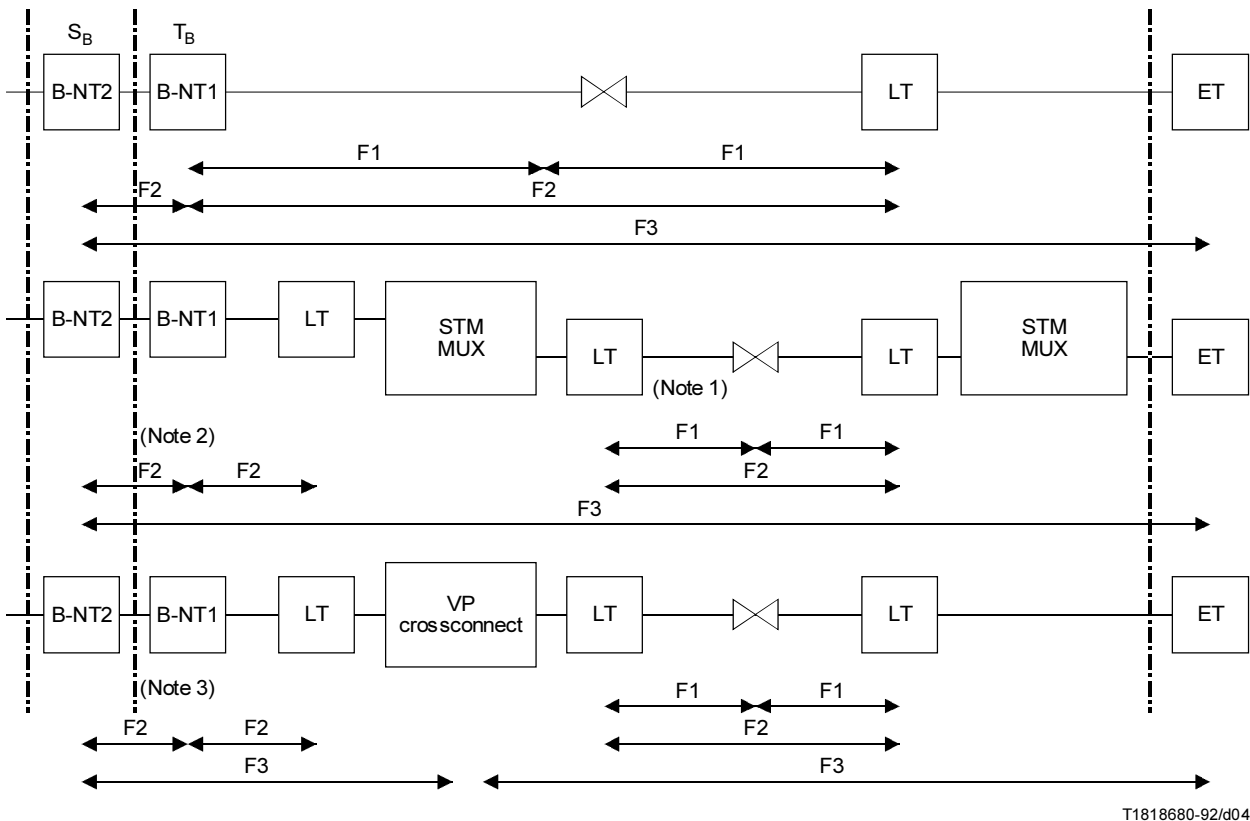 S_B T_B
B-NT2 B-NT1 LT ET
F1 F1
F2 F2
F3
B-NT2 B-NT1 LT STM MUX LT LT STM MUX ET
(Note 1)
(Note 2)
F1 F1
F2 F2 F2
F3
B-NT2 B-NT1 LT VP crossconnect LT LT ET
(Note 3)
F1 F1
F2 F2 F2
F3 F3
T1818680-92/d04